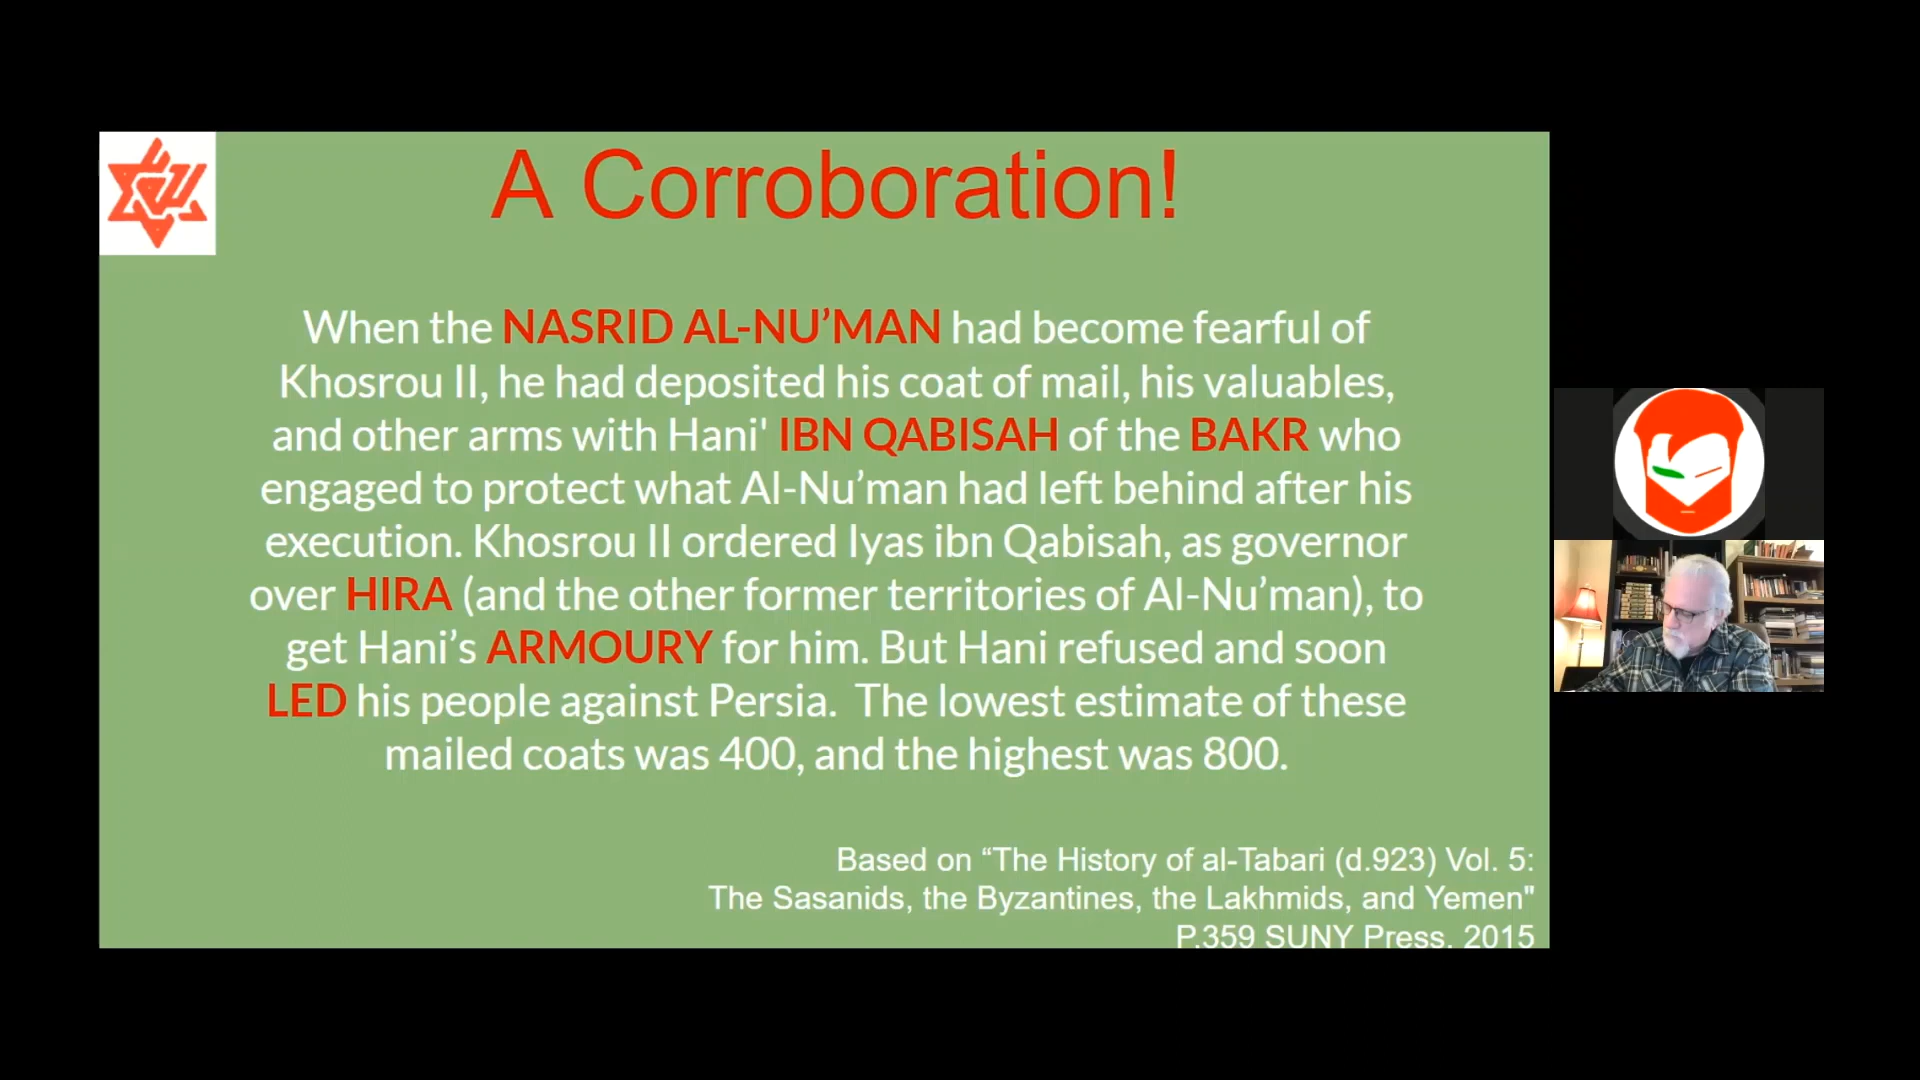 A Corroboration!
When the NASRID AL-NU’MAN had become fearful of
Khosrou II, he had deposited his coat of mail, his valuables,
and other arms with Hani' IBN QABISAH of the BAKR who
engaged to protect what Al-Nu’man had left behind after his
execution. Khosrou II ordered Iyas ibn Qabisah, as governor
over HIRA (and the other former territories of Al-Nu’man), to
get Hani’s ARMOURY for him. But Hani refused and soon
LED his people against Persia.  The lowest estimate of these
mailed coats was 400, and the highest was 800.
Based on “The History of al-Tabari (d.923) Vol. 5:
The Sasanids, the Byzantines, the Lakhmids, and Yemen"
P.359 SUNY Press, 2015